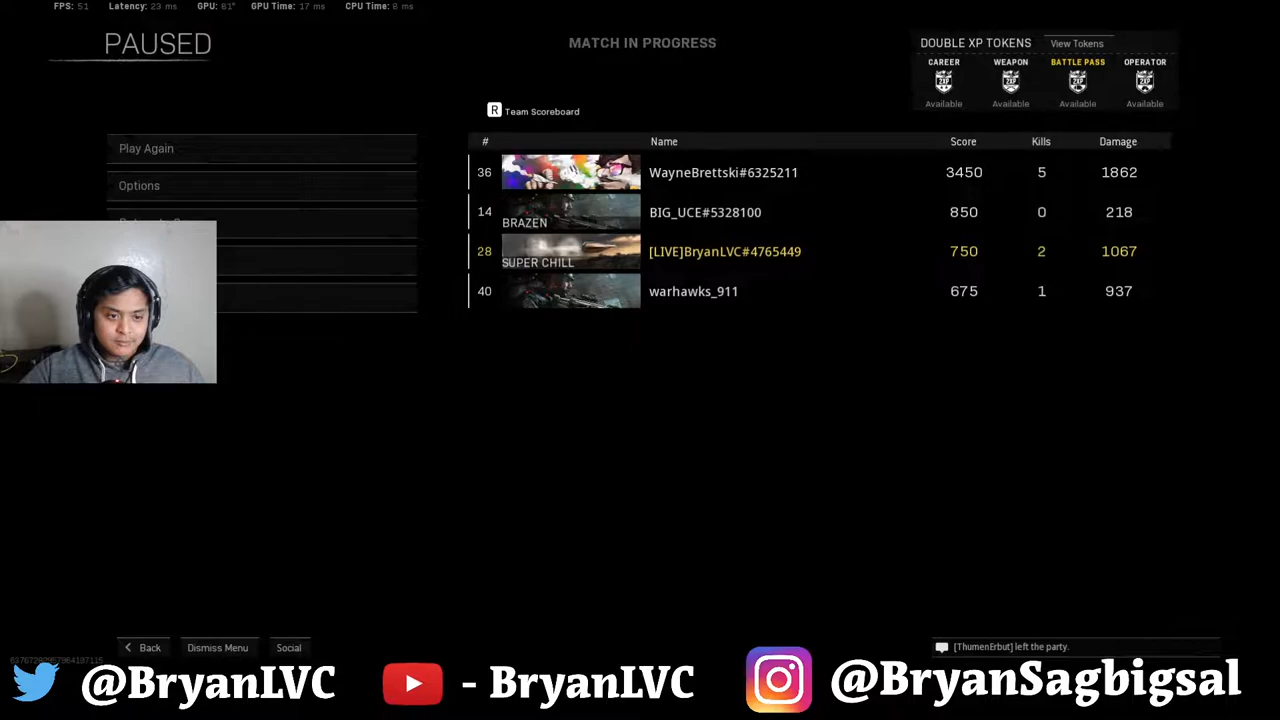 FPS: 51 Latency: 23 ms GPU: 81° GPU Time: 17 ms CPU Time: 8 ms
PAUSED
MATCH IN PROGRESS
DOUBLE XP TOKENS View Tokens
CAREER WEAPON BATTLE PASS OPERATOR
2XP 2XP 2XP 2XP
Available Available Available Available
R Team Scoreboard
# Name Score Kills Damage
Play Again
36 WayneBrettski#6325211 3450 5 1862
Options
14 BRAZEN BIG_UCE#5328100 850 0 218
28 SUPER CHILL [LIVE]BryanLVC#4765449 750 2 1067
40 warhawks_911 675 1 937
< Back Dismiss Menu Social
[ThumenErbut] left the party.
@BryanLVC - BryanLVC @BryanSagbigsal